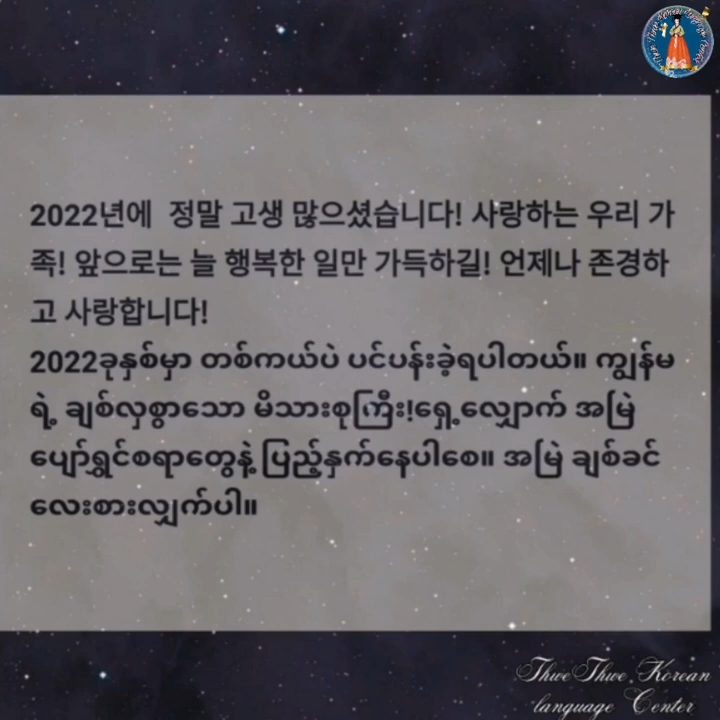 2022년에 정말 고생 많으셨습니다! 사랑하는 우리 가
족! 앞으로는 늘 행복한 일만 가득하길! 언제나 존경하
고 사랑합니다!
2022ခုနှစ်မှာ တစ်ကယ်ပဲ ပင်ပန်းခဲ့ရပါတယ်။ ကျွန်မ
ရဲ့ ချစ်လှစွာသော မိသားစုကြီး!ရှေ့လျှောက် အမြဲ
ပျော်ရွှင်စရာတွေနဲ့ ပြည့်နှက်နေပါစေ။ အမြဲ ချစ်ခင်
လေးစားလျှက်ပါ။
ThweThwe Korean
language Center